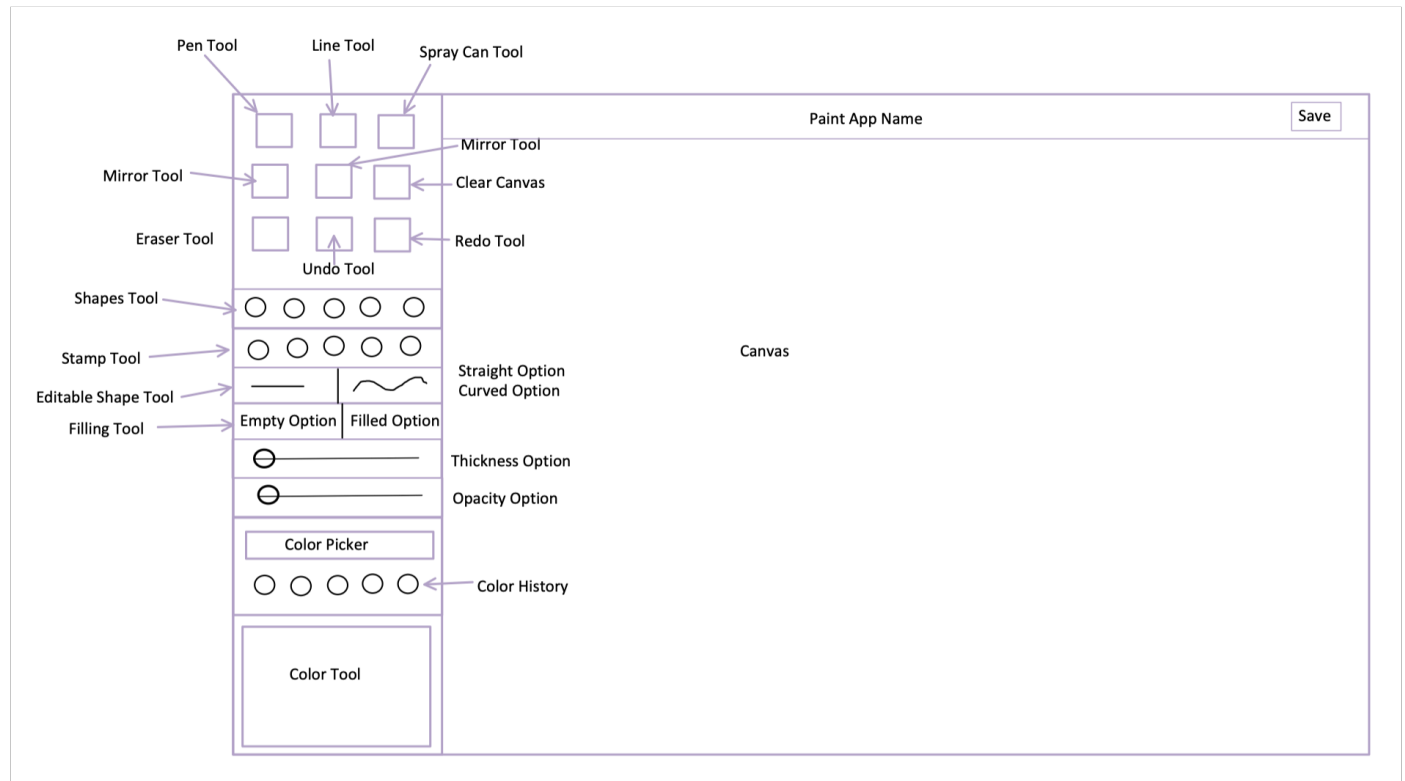 Pen Tool
Line Tool
Spray Can Tool
Paint App Name
Save
Mirror Tool
Mirror Tool
Clear Canvas
Eraser Tool
Redo Tool
Undo Tool
Shapes Tool
Stamp Tool
Canvas
Straight Option
Curved Option
Editable Shape Tool
Empty Option
Filled Option
Filling Tool
Thickness Option
Opacity Option
Color Picker
Color History
Color Tool